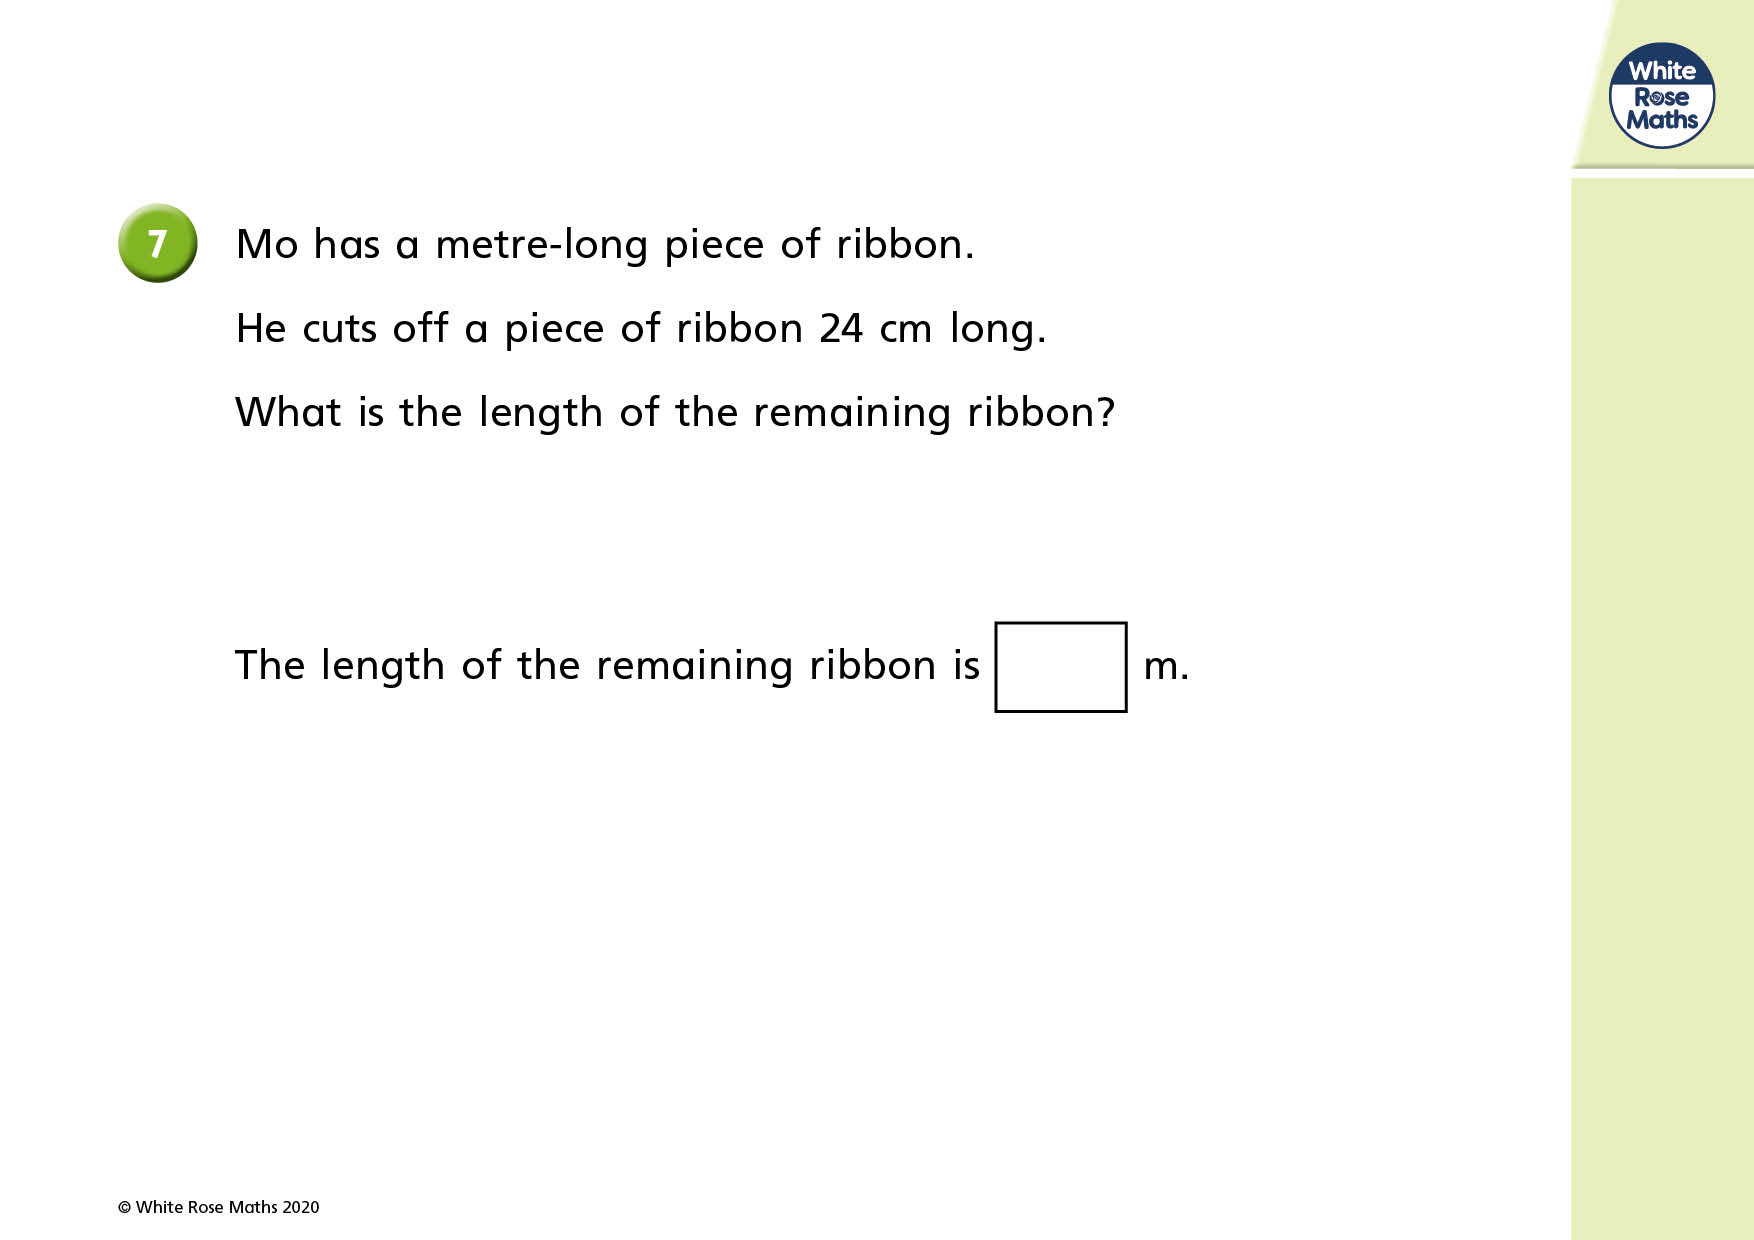 White
Rose
Maths
7 Mo has a metre-long piece of ribbon.
He cuts off a piece of ribbon 24 cm long.
What is the length of the remaining ribbon?
The length of the remaining ribbon is m.
© White Rose Maths 2020